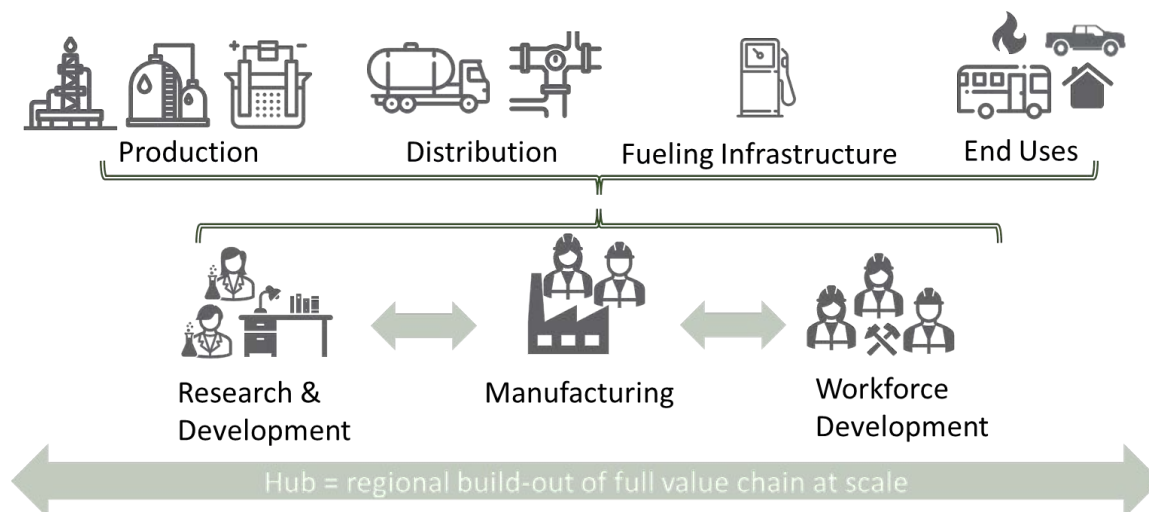 Production
Distribution
Fueling Infrastructure
End Uses
Research &
Development
Manufacturing
Workforce
Development
Hub = regional build-out of full value chain at scale